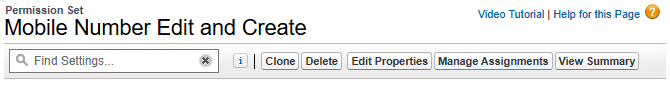 Permission Set
Mobile Number Edit and Create
Video Tutorial | Help for this Page ?
Find Settings... i | Clone Delete Edit Properties Manage Assignments View Summary